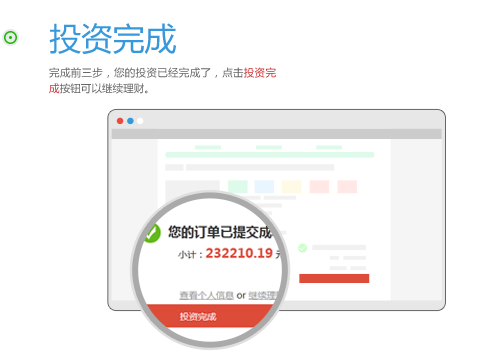 投资完成
完成前三步，您的投资已经完成了，点击投资完
成按钮可以继续理财。
您的订单已提交成
小计：232210.19 元
查看个人信息 or 继续理财
投资完成